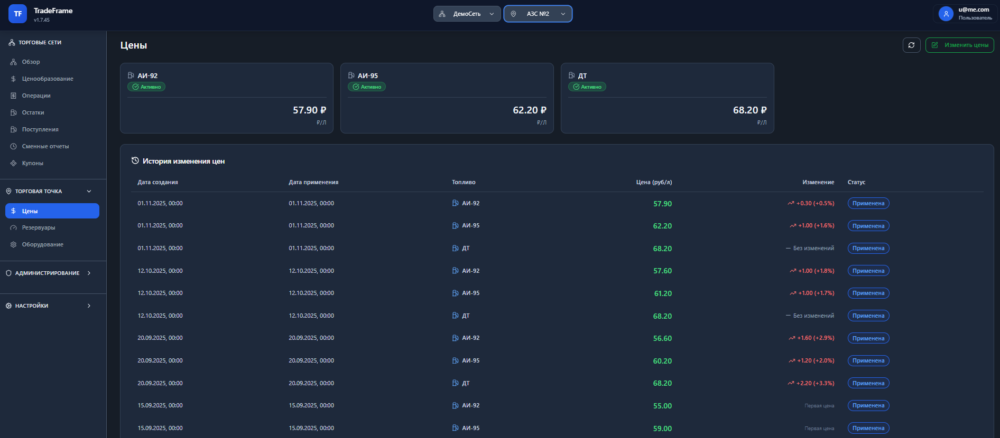 TF
TradeFrame
v1.7.45
ДемоСеть
АЗС №2
u@me.com
Пользователь
ТОРГОВЫЕ СЕТИ
Обзор
Ценообразование
Операции
Остатки
Поступления
Сменные отчеты
Купоны
ТОРГОВАЯ ТОЧКА
Цены
Резервуары
Оборудование
АДМИНИСТРИРОВАНИЕ
НАСТРОЙКИ
Цены
Изменить цены
АИ-92
Активно
57.90 ₽
₽/Л
АИ-95
Активно
62.20 ₽
₽/Л
ДТ
Активно
68.20 ₽
₽/Л
История изменения цен
Дата создания Дата применения Топливо Цена (руб/л) Изменение Статус
01.11.2025, 00:00 01.11.2025, 00:00 АИ-92 57.90 +0.30 (+0.5%) Применена
01.11.2025, 00:00 01.11.2025, 00:00 АИ-95 62.20 +1.00 (+1.6%) Применена
01.11.2025, 00:00 01.11.2025, 00:00 ДТ 68.20 — Без изменений Применена
12.10.2025, 00:00 12.10.2025, 00:00 АИ-92 57.60 +1.00 (+1.8%) Применена
12.10.2025, 00:00 12.10.2025, 00:00 АИ-95 61.20 +1.00 (+1.7%) Применена
12.10.2025, 00:00 12.10.2025, 00:00 ДТ 68.20 — Без изменений Применена
20.09.2025, 00:00 20.09.2025, 00:00 АИ-92 56.60 +1.60 (+2.9%) Применена
20.09.2025, 00:00 20.09.2025, 00:00 АИ-95 60.20 +1.20 (+2.0%) Применена
20.09.2025, 00:00 20.09.2025, 00:00 ДТ 68.20 +2.20 (+3.3%) Применена
15.09.2025, 00:00 15.09.2025, 00:00 АИ-92 55.00 Первая цена Применена
15.09.2025, 00:00 15.09.2025, 00:00 АИ-95 59.00 Первая цена Применена